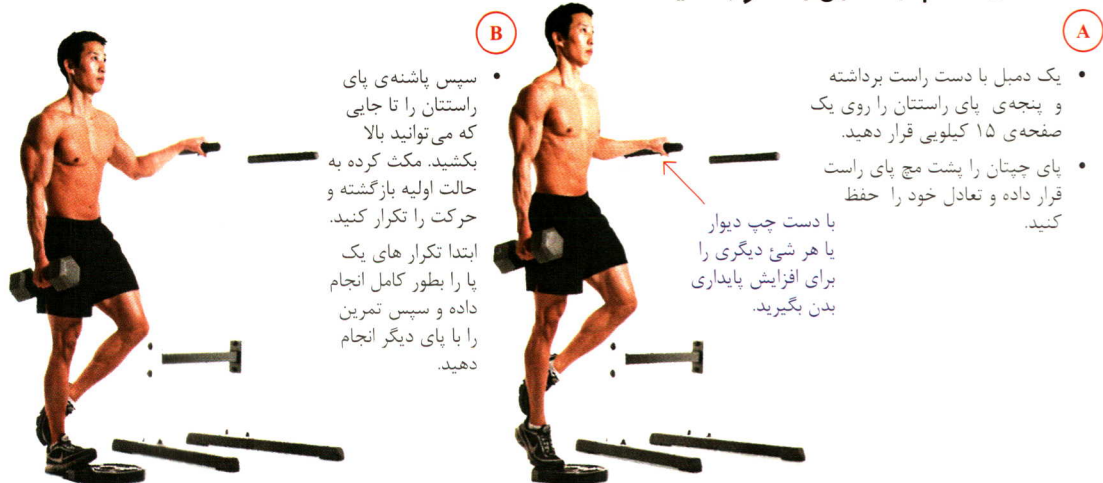 A
• یک دمبل با دست راست برداشته
و پنجه‌ی پای راستتان را روی یک
صفحه‌ی ۱۵ کیلویی قرار دهید.
• پای چپتان را پشت مچ پای راست
قرار داده و تعادل خود را حفظ
کنید.
با دست چپ دیوار
یا هر شئ دیگری را
برای افزایش پایداری
بدن بگیرید.
B
• سپس پاشنه‌ی پای
راستتان را تا جایی
که می‌توانید بالا
بکشید. مکث کرده به
حالت اولیه بازگشته و
حرکت را تکرار کنید.
ابتدا تکرار های یک
پا را بطور کامل انجام
داده و سپس تمرین
را با پای دیگر انجام
دهید.